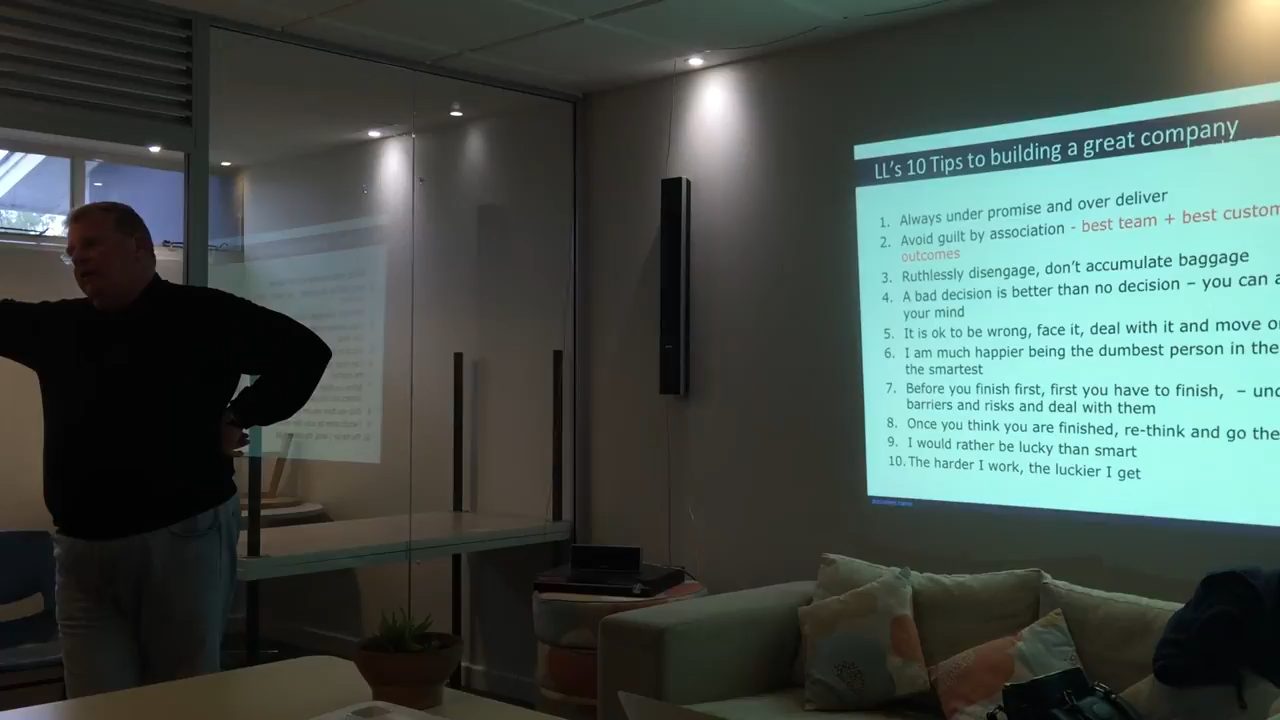 LL's 10 Tips to building a great company
1. Always under promise and over deliver
2. Avoid guilt by association - best team + best custom
outcomes
3. Ruthlessly disengage, don't accumulate baggage
4. A bad decision is better than no decision – you can a
your mind
5. It is ok to be wrong, face it, deal with it and move o
6. I am much happier being the dumbest person in the
the smartest
7. Before you finish first, first you have to finish, – und
barriers and risks and deal with them
8. Once you think you are finished, re-think and go the
9. I would rather be lucky than smart
10. The harder I work, the luckier I get